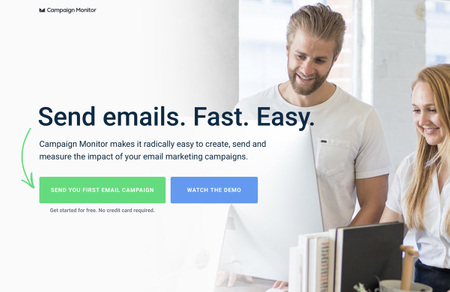 Campaign Monitor
Send emails. Fast. Easy.
Campaign Monitor makes it radically easy to create, send and
measure the impact of your email marketing campaigns.
SEND YOU FIRST EMAIL CAMPAIGN
WATCH THE DEMO
Get started for free. No credit card required.